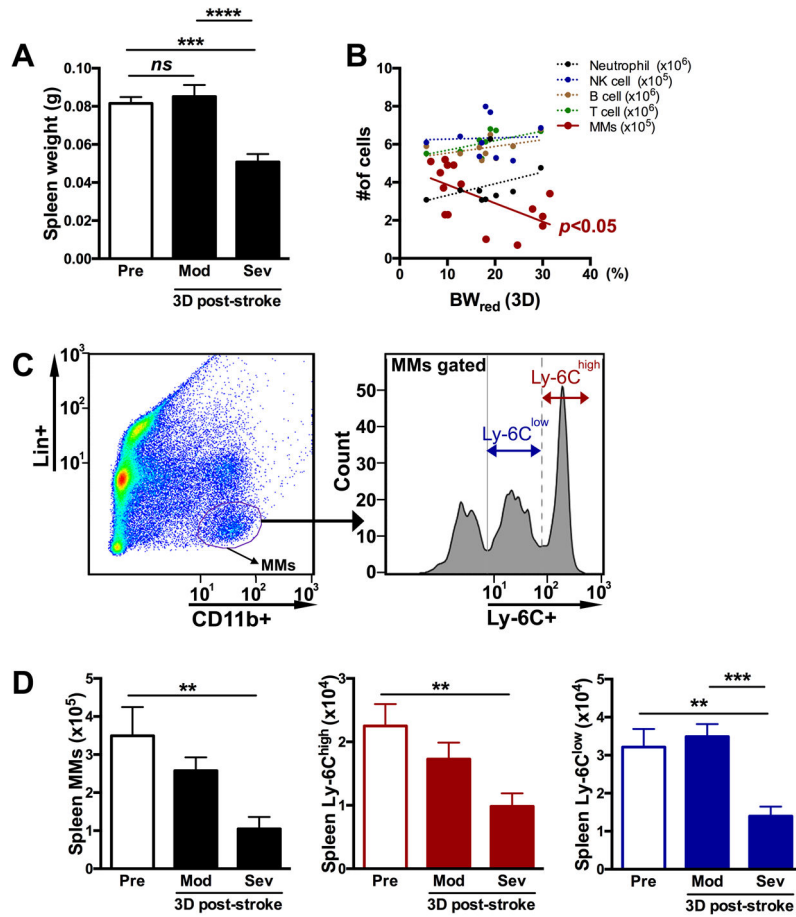 A
****
***
ns
Spleen weight (g)
0.10
0.08
0.06
0.04
0.02
0.00
Pre
Mod
Sev
3D post-stroke
B
#of cells
10
8
6
4
2
0
0
10
20
30
40
(%)
BWred (3D)
Neutrophil (x10⁶)
NK cell (x10⁵)
B cell (x10⁶)
T cell (x10⁶)
MMs (x10⁵)
p<0.05
C
Lin+
10³
10²
10¹
10¹
10²
10³
CD11b+
MMs
MMs gated
Ly-6Chigh
Ly-6Clow
Count
50
40
30
20
10
0
10¹
10²
10³
Ly-6C+
D
**
Spleen MMs (x10⁵)
5
4
3
2
1
0
Pre
Mod
Sev
3D post-stroke
**
Spleen Ly-6Chigh (x10⁴)
3
2
1
0
Pre
Mod
Sev
3D post-stroke
***
**
Spleen Ly-6Clow (x10⁴)
5
4
3
2
1
0
Pre
Mod
Sev
3D post-stroke